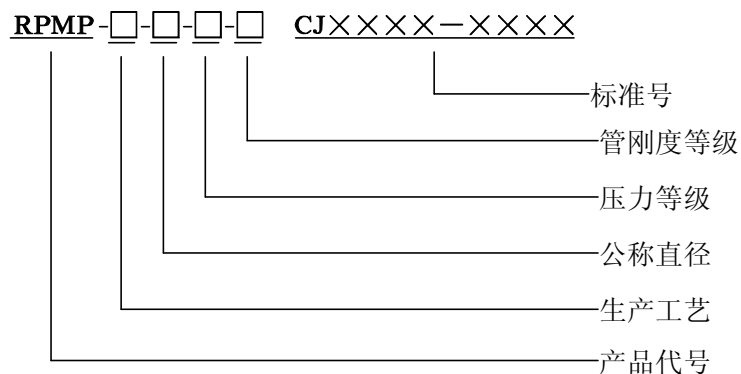 RPMP-□-□-□-□ CJ××××－××××
标准号
管刚度等级
压力等级
公称直径
生产工艺
产品代号